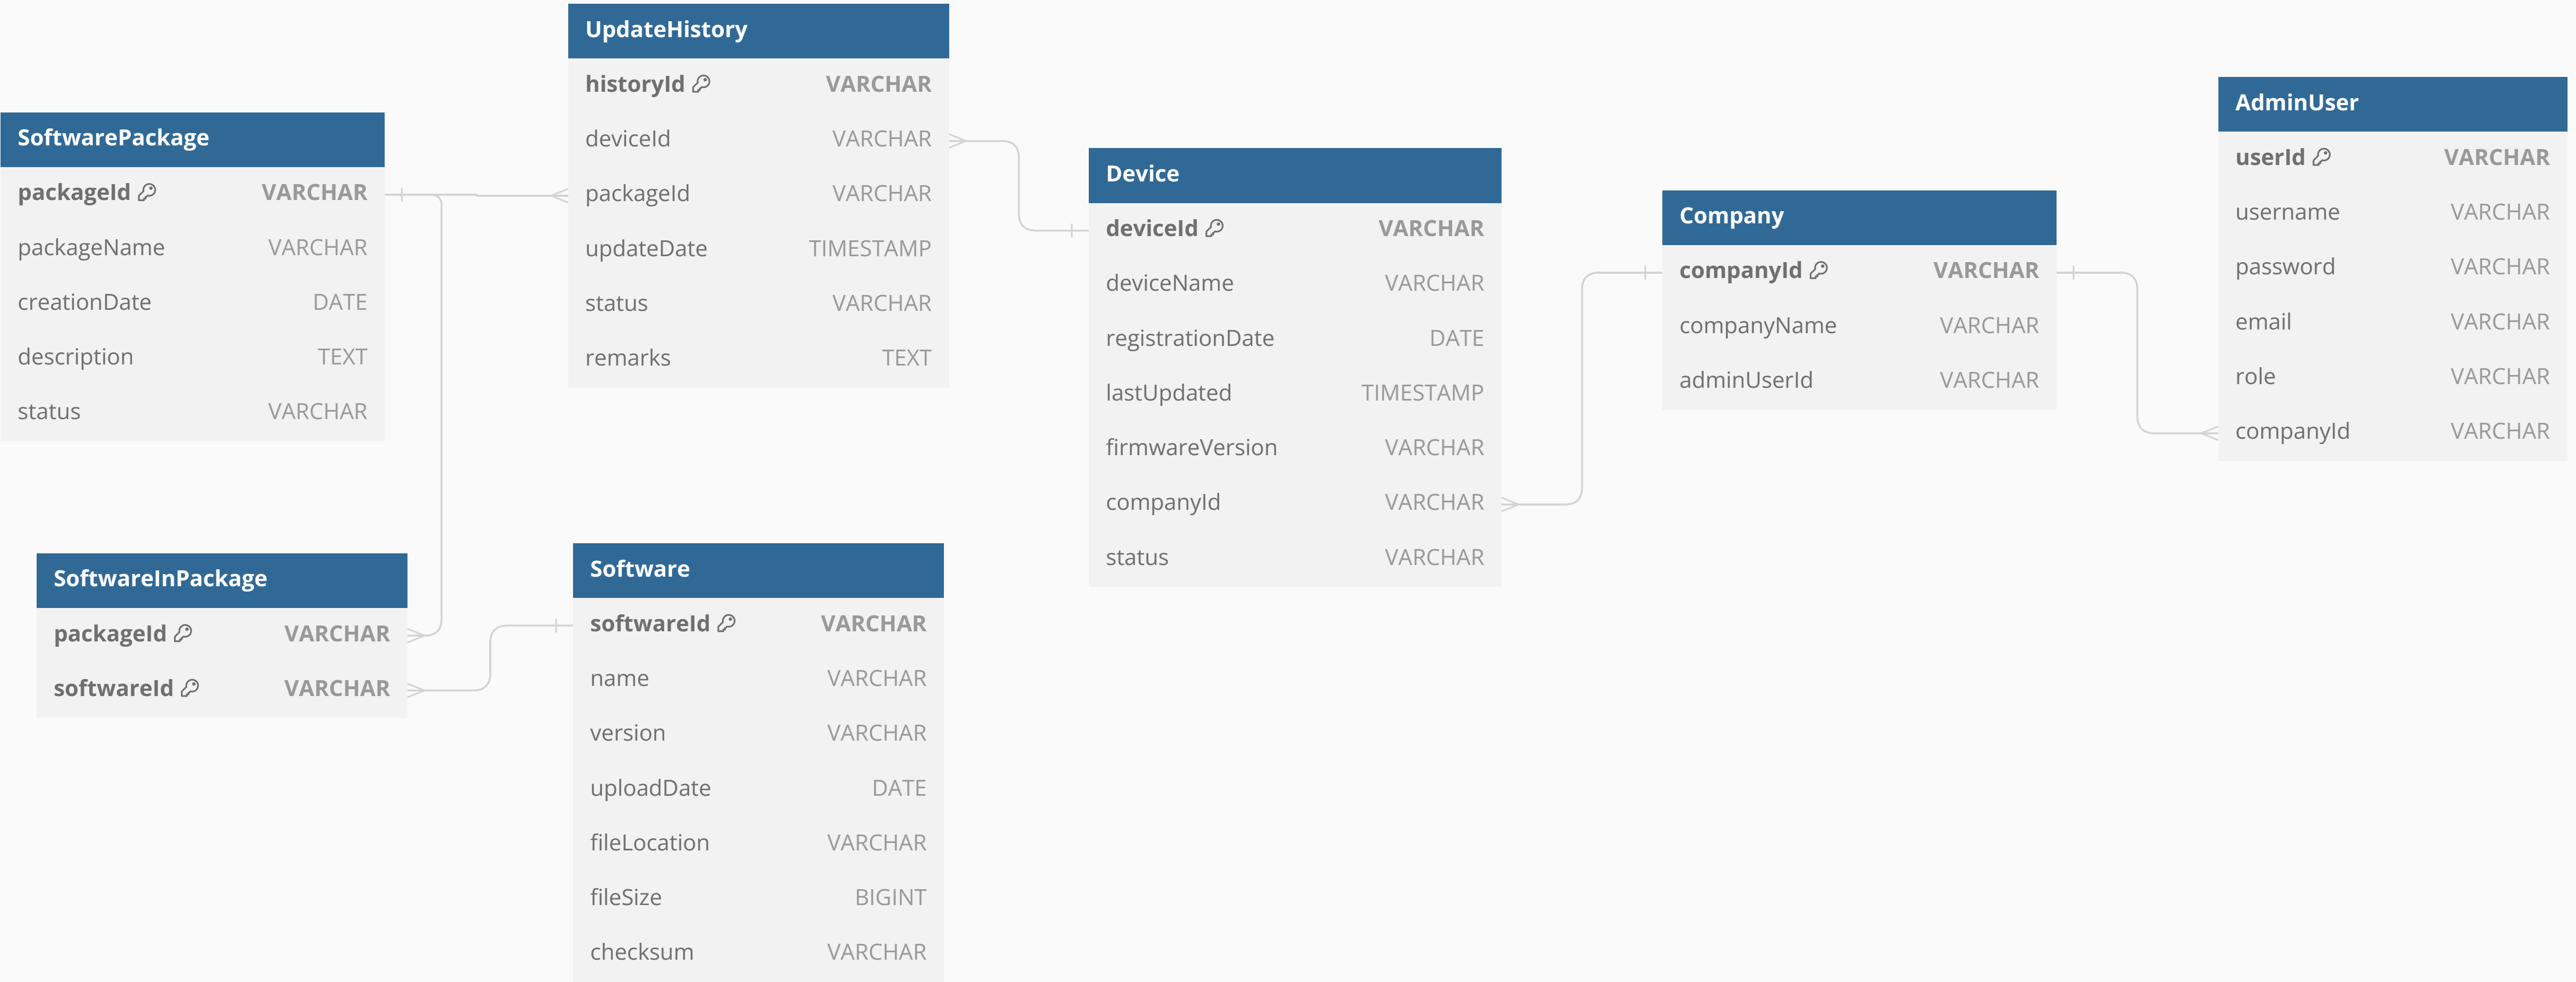 SoftwarePackage
packageId VARCHAR
packageName VARCHAR
creationDate DATE
description TEXT
status VARCHAR
UpdateHistory
historyId VARCHAR
deviceId VARCHAR
packageId VARCHAR
updateDate TIMESTAMP
status VARCHAR
remarks TEXT
SoftwareInPackage
packageId VARCHAR
softwareId VARCHAR
Software
softwareId VARCHAR
name VARCHAR
version VARCHAR
uploadDate DATE
fileLocation VARCHAR
fileSize BIGINT
checksum VARCHAR
Device
deviceId VARCHAR
deviceName VARCHAR
registrationDate DATE
lastUpdated TIMESTAMP
firmwareVersion VARCHAR
companyId VARCHAR
status VARCHAR
Company
companyId VARCHAR
companyName VARCHAR
adminUserId VARCHAR
AdminUser
userId VARCHAR
username VARCHAR
password VARCHAR
email VARCHAR
role VARCHAR
companyId VARCHAR